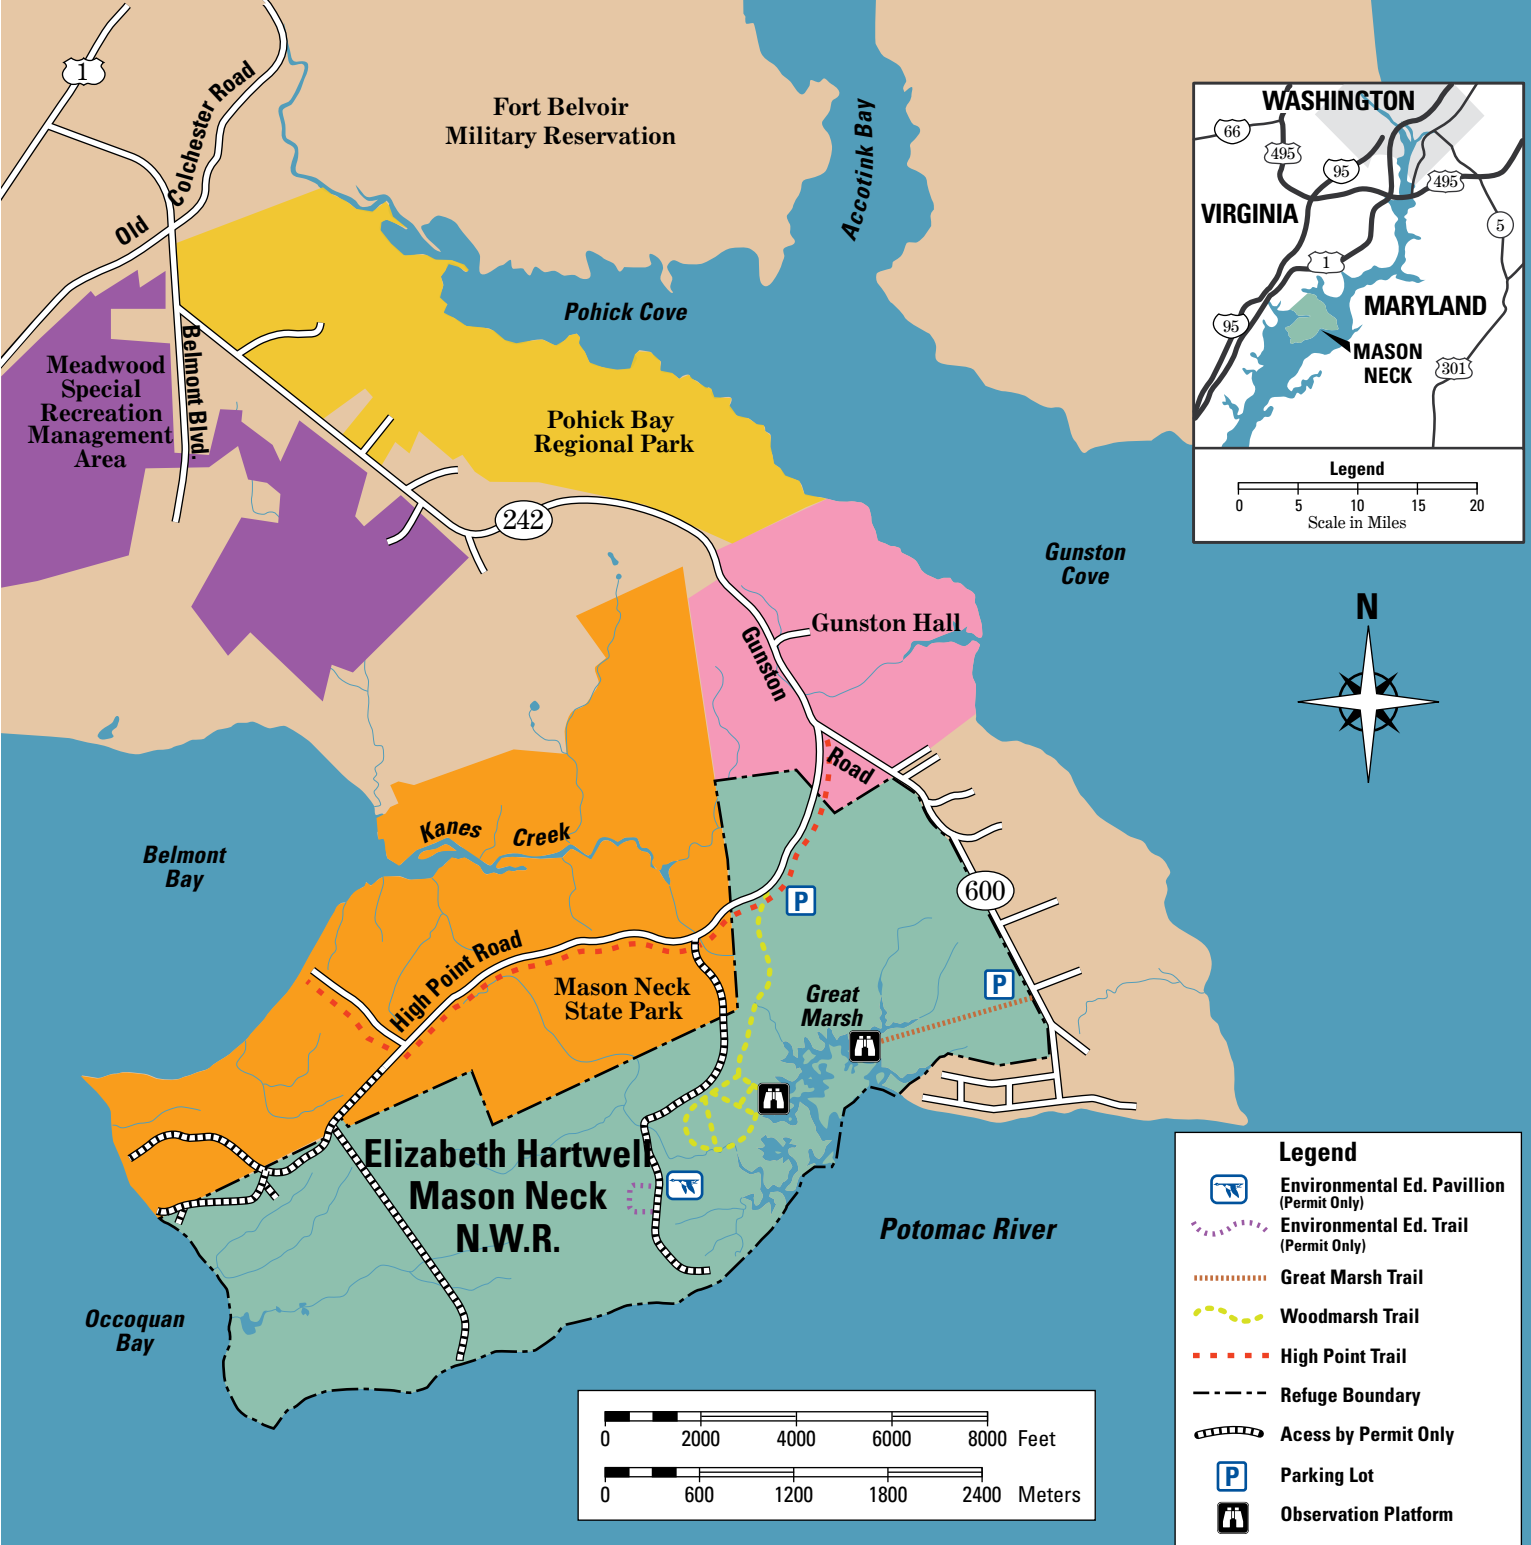 1
Old Colchester Road
Fort Belvoir
Military Reservation
Accotink Bay
WASHINGTON
66
495
95
495
VIRGINIA
5
1
MARYLAND
95
MASON
NECK
301
Legend
0 5 10 15 20
Scale in Miles
Pohick Cove
Belmont Blvd.
Meadwood
Special
Recreation
Management
Area
Pohick Bay
Regional Park
242
Gunston
Cove
N
Gunston Hall
Gunston Road
Kanes Creek
Belmont
Bay
600
P
High Point Road
Mason Neck
State Park
Great
Marsh
P
Elizabeth Hartwell
Mason Neck
N.W.R.
Potomac River
Occoquan
Bay
0 2000 4000 6000 8000 Feet
0 600 1200 1800 2400 Meters
Legend
Environmental Ed. Pavillion
(Permit Only)
Environmental Ed. Trail
(Permit Only)
Great Marsh Trail
Woodmarsh Trail
High Point Trail
Refuge Boundary
Acess by Permit Only
P Parking Lot
Observation Platform